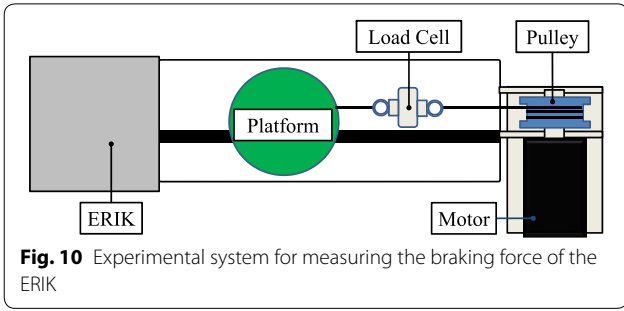 Load Cell
Pulley
Platform
ERIK
Motor
Fig. 10 Experimental system for measuring the braking force of the
ERIK